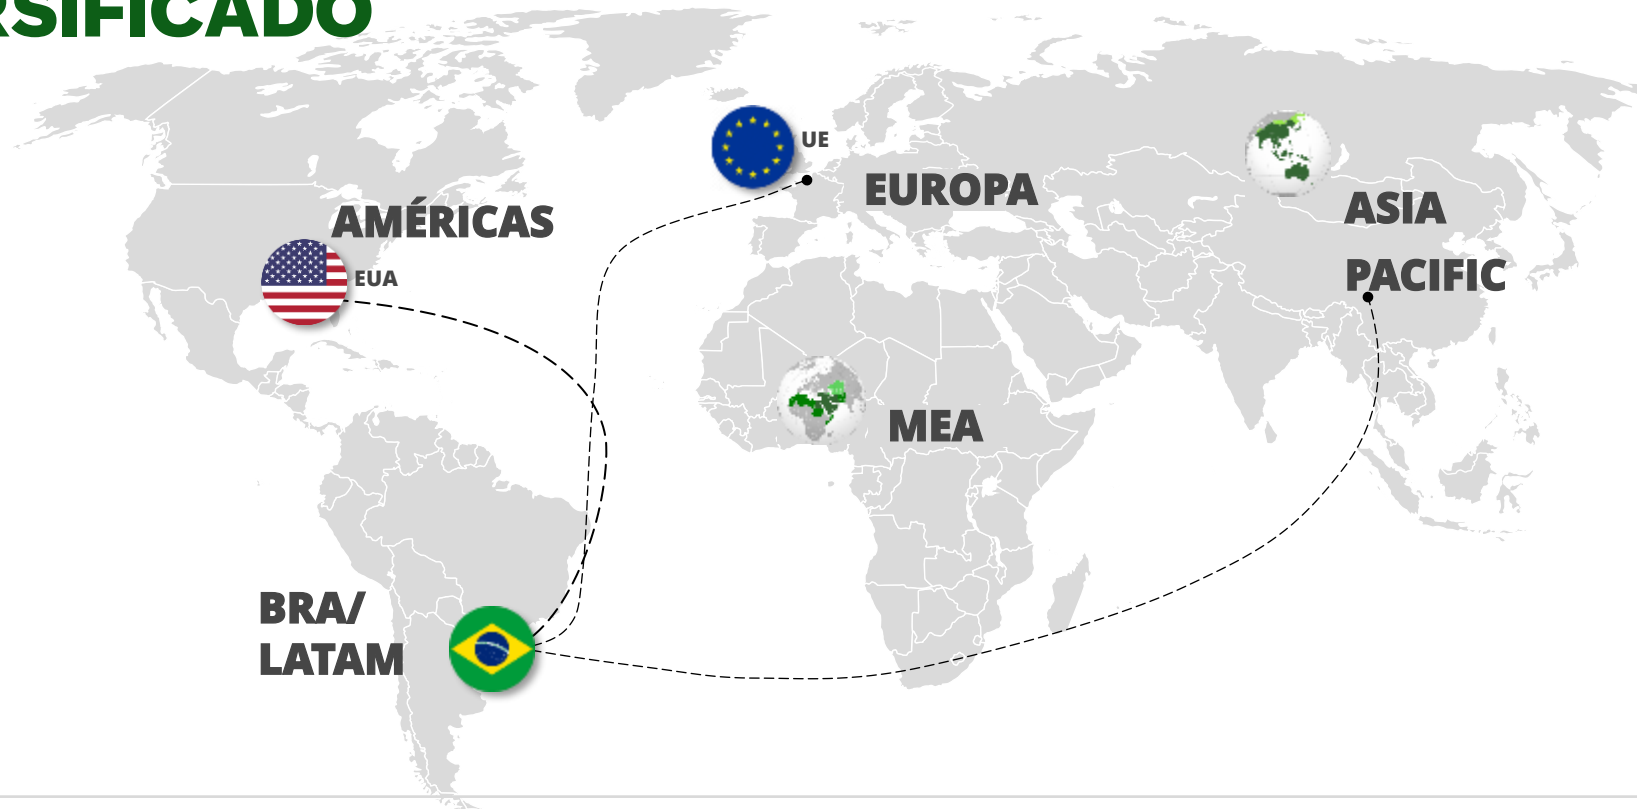 RSIFICADO
UE
EUROPA
AMÉRICAS
EUA
ASIA
PACIFIC
MEA
BRA/
LATAM